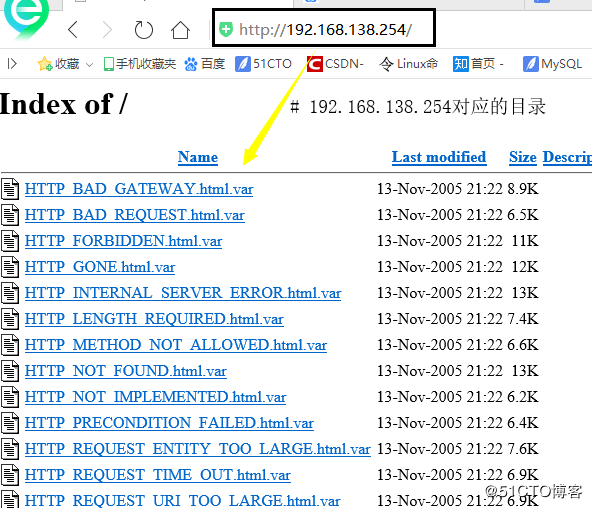 http://192.168.138.254/
收藏 手机收藏夹 百度 51CTO CSDN- Linux命 知 首页 - MySQL
Index of / # 192.168.138.254对应的目录
Name Last modified Size Descrip
HTTP_BAD_GATEWAY.html.var 13-Nov-2005 21:22 8.9K
HTTP_BAD_REQUEST.html.var 13-Nov-2005 21:22 6.5K
HTTP_FORBIDDEN.html.var 13-Nov-2005 21:22 11K
HTTP_GONE.html.var 13-Nov-2005 21:22 12K
HTTP_INTERNAL_SERVER_ERROR.html.var 13-Nov-2005 21:22 13K
HTTP_LENGTH_REQUIRED.html.var 13-Nov-2005 21:22 7.4K
HTTP_METHOD_NOT_ALLOWED.html.var 13-Nov-2005 21:22 6.6K
HTTP_NOT_FOUND.html.var 13-Nov-2005 21:22 13K
HTTP_NOT_IMPLEMENTED.html.var 13-Nov-2005 21:22 6.2K
HTTP_PRECONDITION_FAILED.html.var 13-Nov-2005 21:22 6.4K
HTTP_REQUEST_ENTITY_TOO_LARGE.html.var 13-Nov-2005 21:22 7.6K
HTTP_REQUEST_TIME_OUT.html.var 13-Nov-2005 21:22 6.9K
HTTP_REQUEST_URI_TOO_LARGE.html.var 13-Nov-2005 21:22 6.9K
@51CTO博客